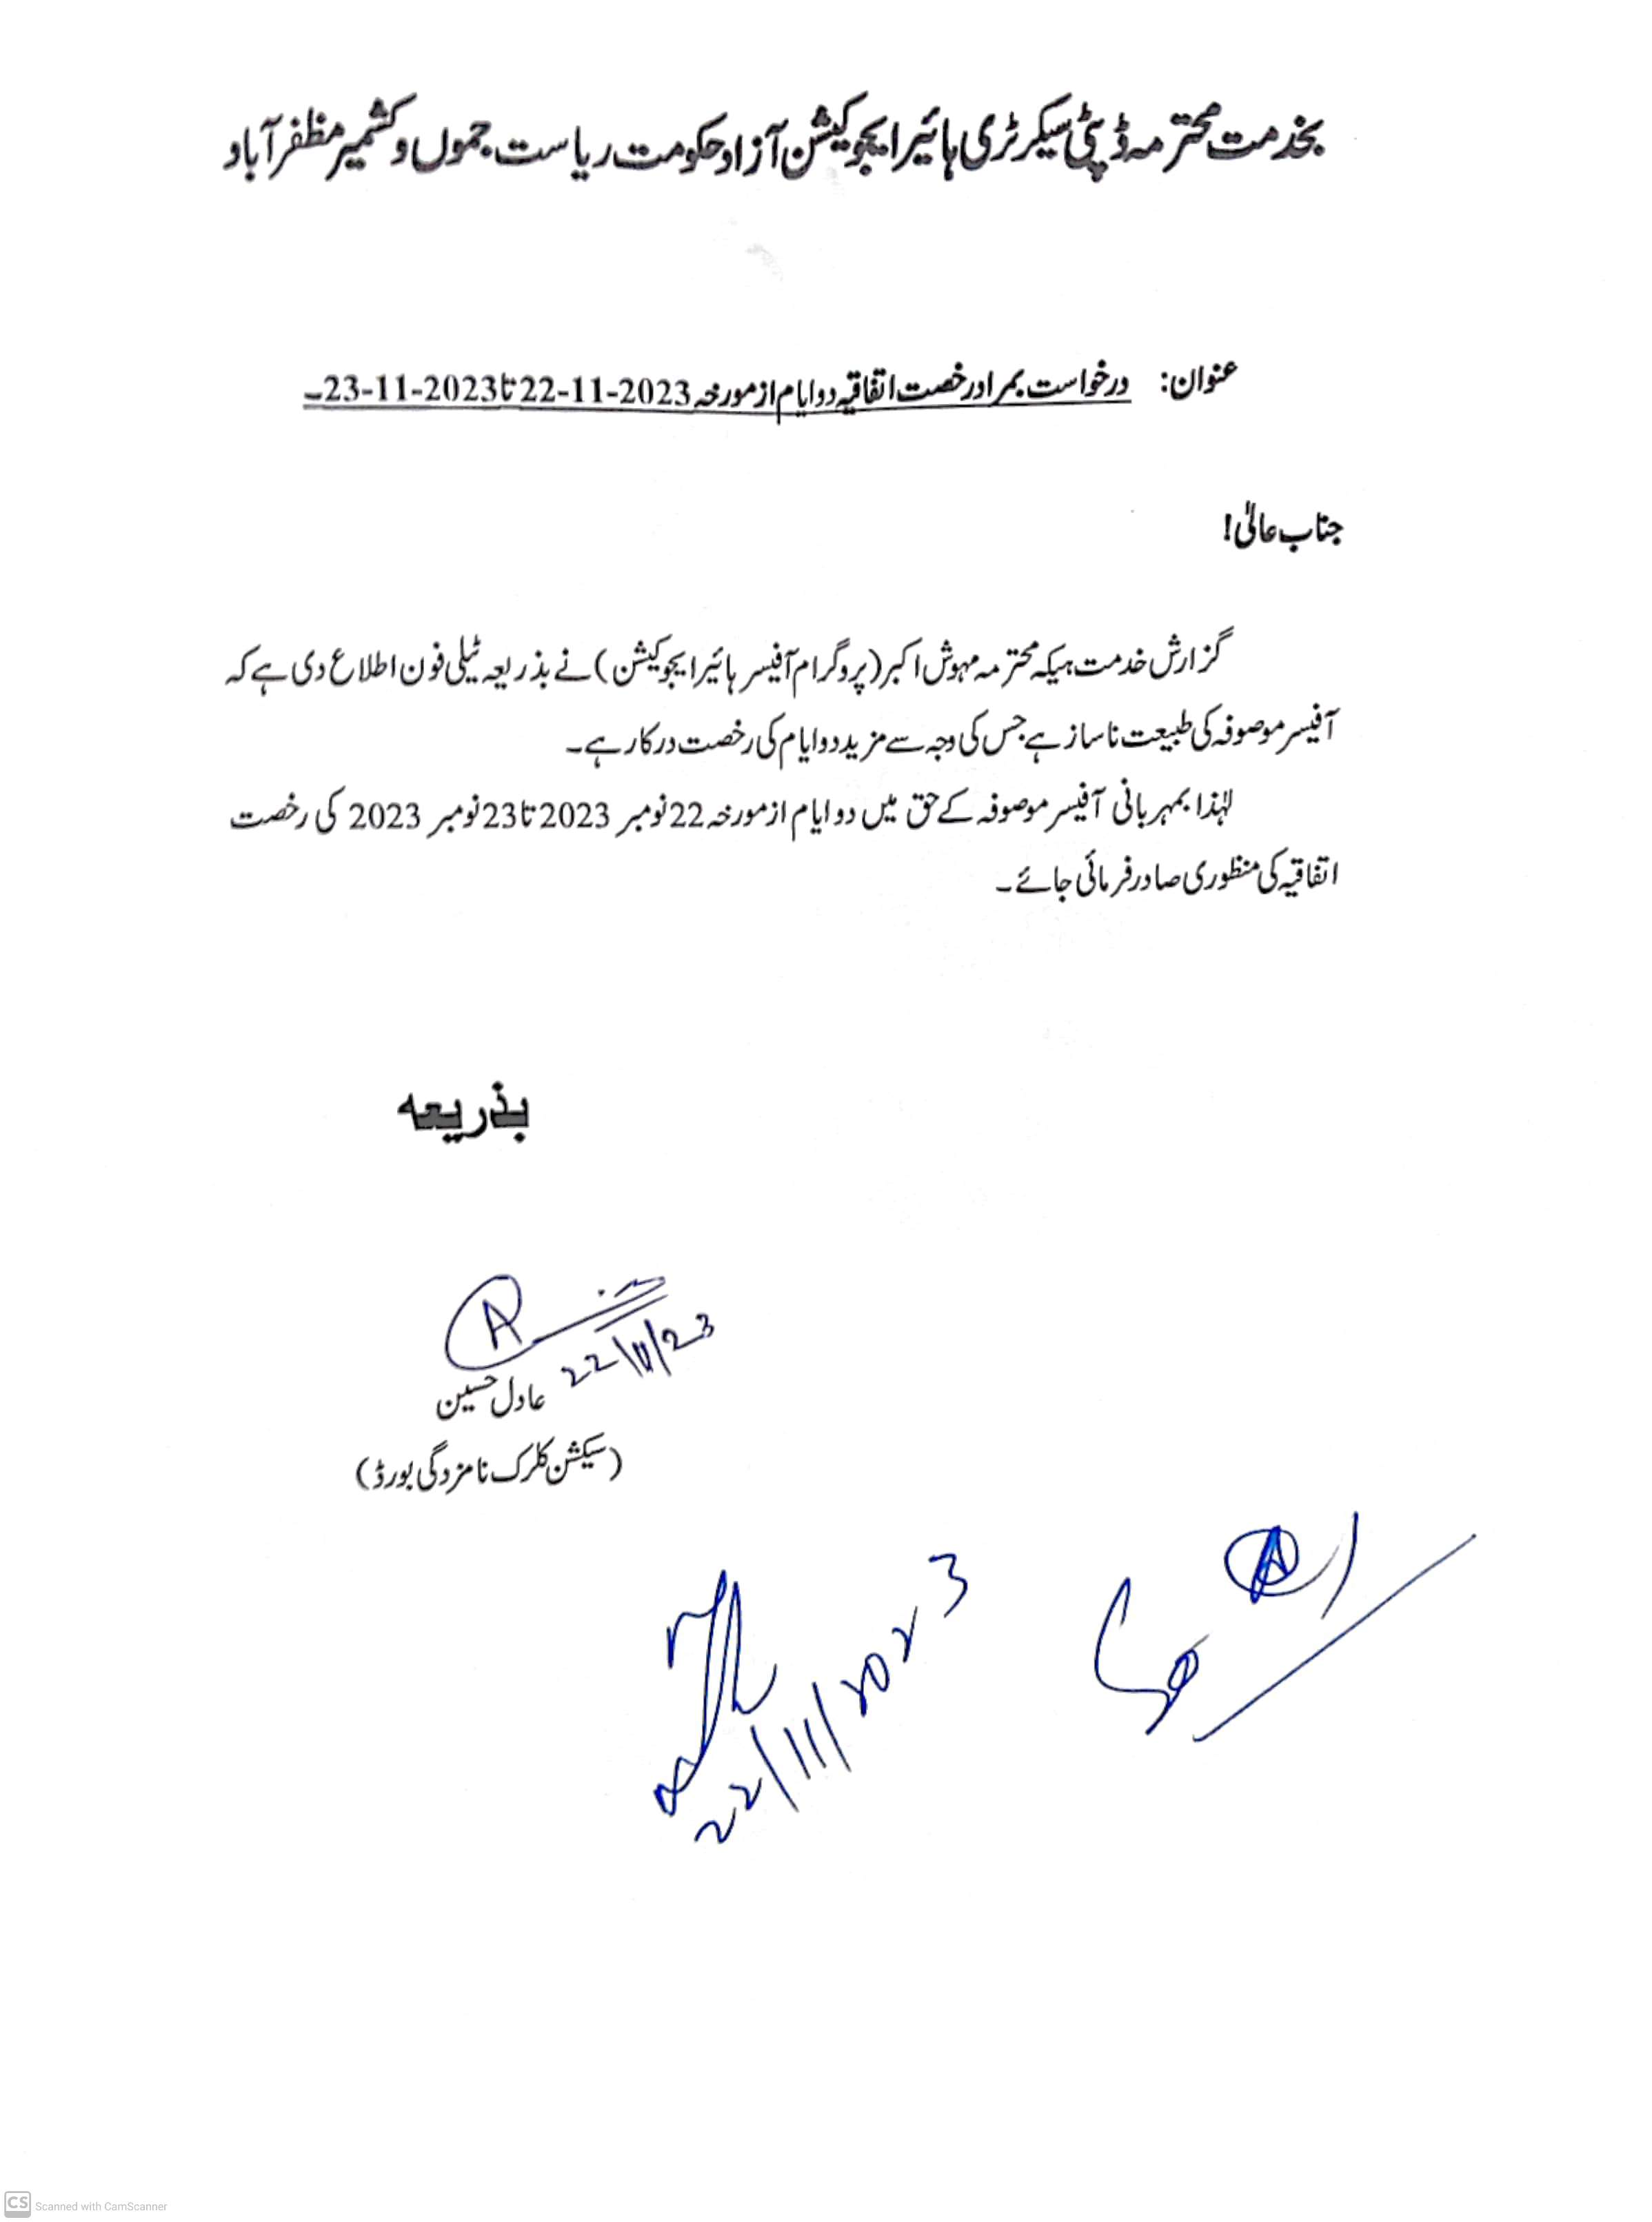 بخدمت محترمہ ڈپٹی سیکرٹری ہائیر ایجوکیشن آزاد حکومت ریاست جموں و کشمیر مظفرآباد
عنوان: درخواست بمراد رخصت اتفاقیہ دو ایام از مورخہ 22-11-2023 تا 23-11-2023۔
جناب عالیٰ!
گزارش خدمت ہیکہ محترمہ مہوش اکبر (پروگرام آفیسر ہائیر ایجوکیشن) نے بذریعہ ٹیلی فون اطلاع دی ہے کہ
آفیسر موصوفہ کی طبیعت ناساز ہے جس کی وجہ سے مزید دو ایام کی رخصت درکار ہے۔
لہٰذا بمہربانی آفیسر موصوفہ کے حق میں دو ایام از مورخہ 22 نومبر 2023 تا 23 نومبر 2023 کی رخصت
اتفاقیہ کی منظوری صادر فرمائی جائے۔
بذریعہ
22/11/23
عادل حسین
(سیکشن کلرک نامزدگی بورڈ)
22/11/2023
CS Scanned with CamScanner